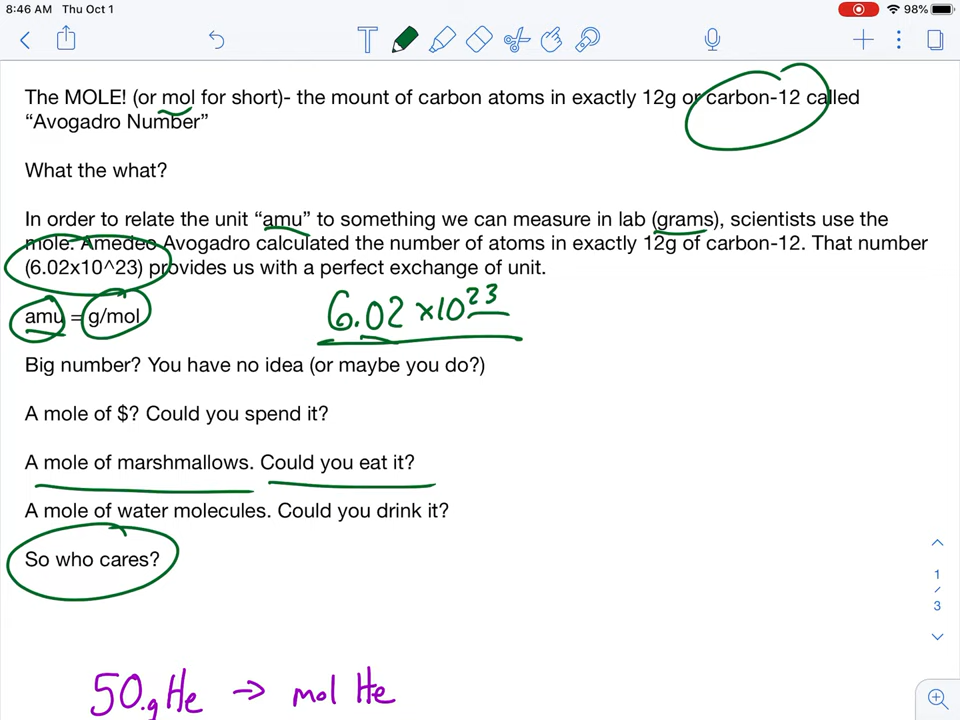 8:46 AM Thu Oct 1 98%
T
The MOLE! (or mol for short)- the mount of carbon atoms in exactly 12g or carbon-12 called
“Avogadro Number”
What the what?
In order to relate the unit “amu” to something we can measure in lab (grams), scientists use the
mole. Amedeo Avogadro calculated the number of atoms in exactly 12g of carbon-12. That number
(6.02x10^23) provides us with a perfect exchange of unit.
amu = g/mol 6.02 x10 23
Big number? You have no idea (or maybe you do?)
A mole of $? Could you spend it?
A mole of marshmallows. Could you eat it?
A mole of water molecules. Could you drink it?
So who cares?
1
/
3
50.g He → mol He